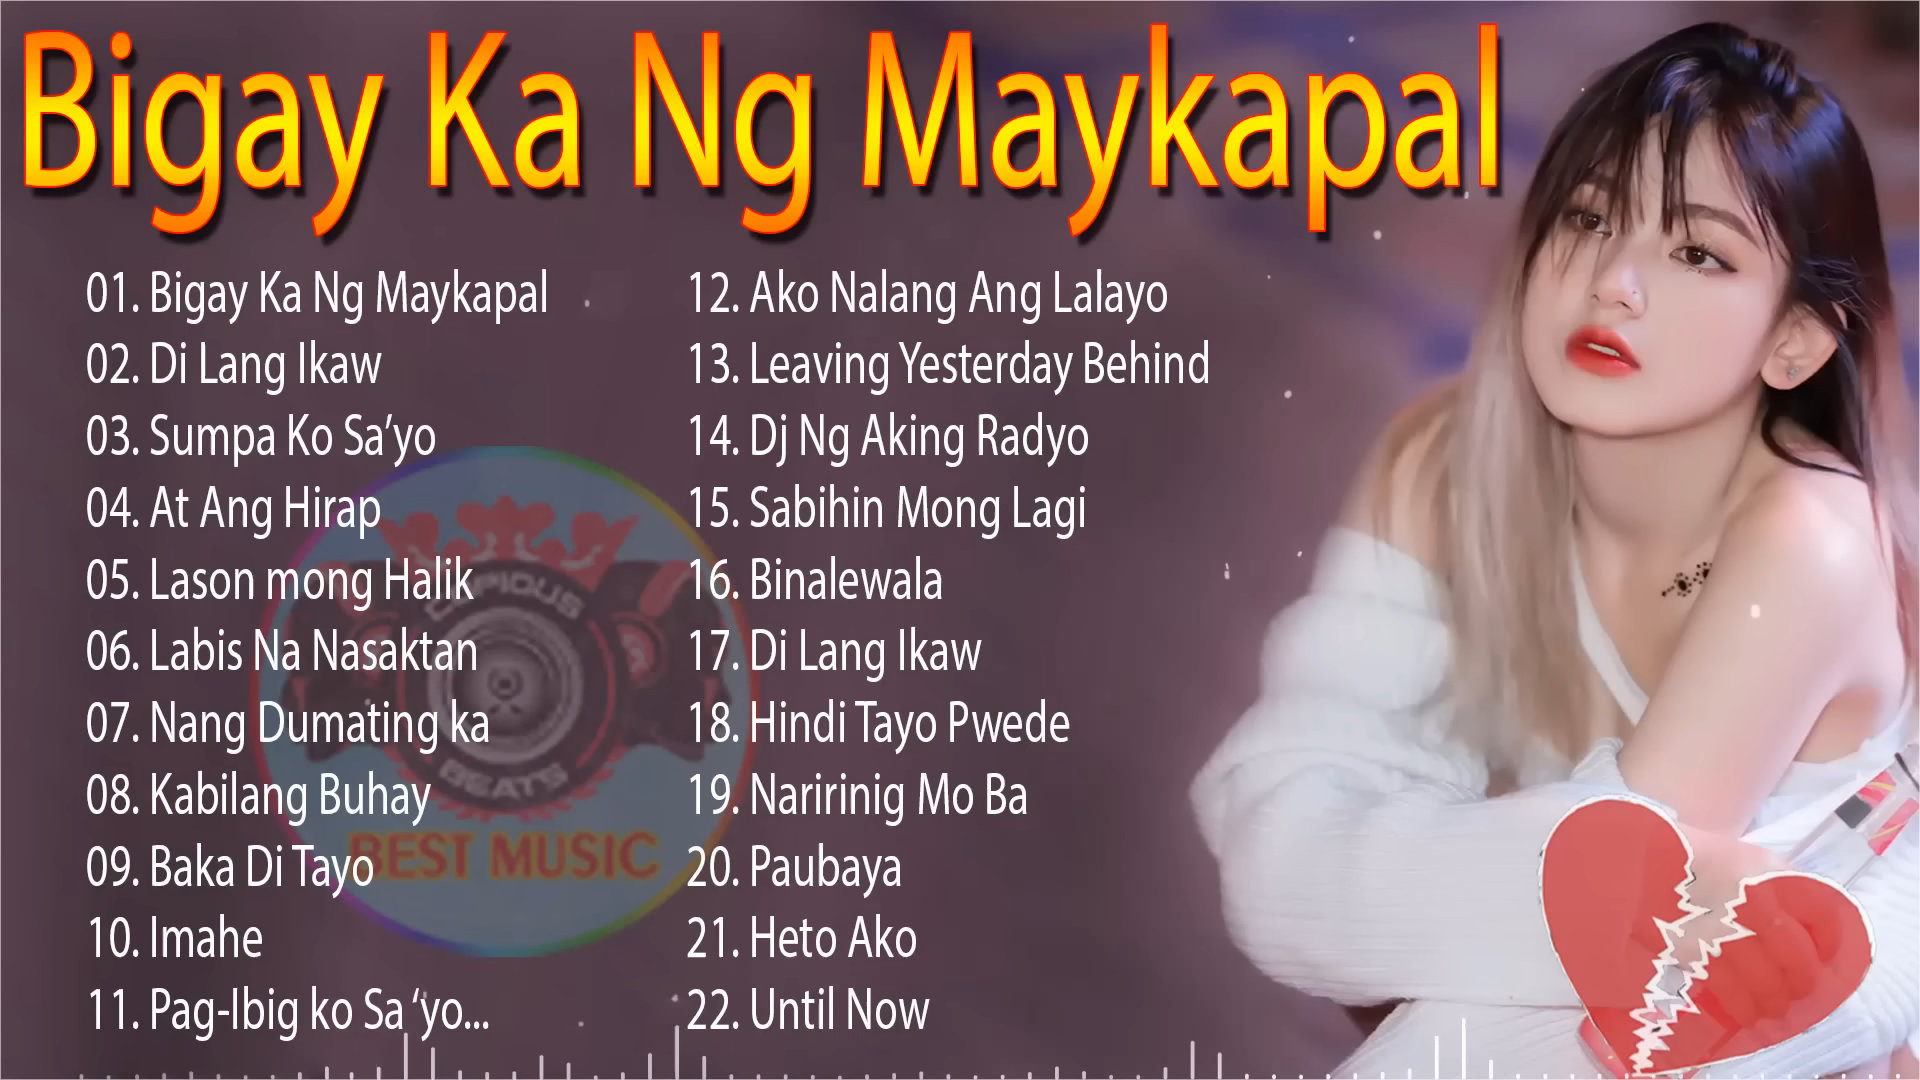 Bigay Ka Ng Maykapal
01. Bigay Ka Ng Maykapal
02. Di Lang Ikaw
03. Sumpa Ko Sa’yo
04. At Ang Hirap
05. Lason mong Halik
06. Labis Na Nasaktan
07. Nang Dumating ka
08. Kabilang Buhay
09. Baka Di Tayo
10. Imahe
11. Pag-Ibig ko Sa ‘yo...
12. Ako Nalang Ang Lalayo
13. Leaving Yesterday Behind
14. Dj Ng Aking Radyo
15. Sabihin Mong Lagi
16. Binalewala
17. Di Lang Ikaw
18. Hindi Tayo Pwede
19. Naririnig Mo Ba
20. Paubaya
21. Heto Ako
22. Until Now
COPIOUS
BEATS
BEST MUSIC